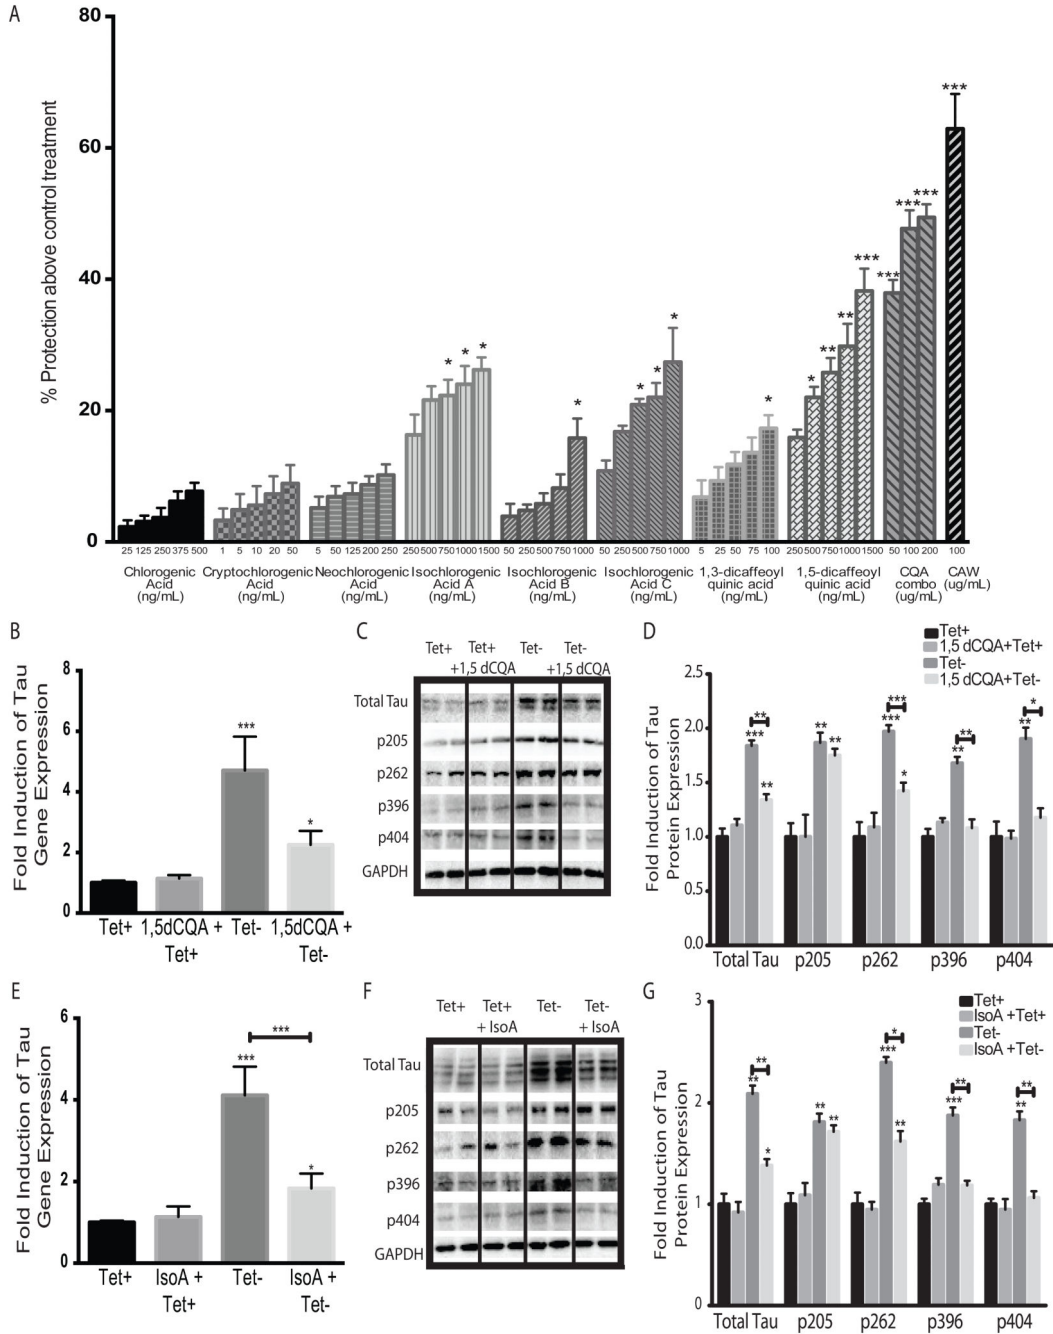 A
80
60
40
20
0
% Protection above control treatment
* * *
*
* * *
*
* ** ** ***
*** *** ***
***
25 125 250 375 500
1 5 10 20 50
5 50 125 200 250
250 500 750 1000 1500
50 250 500 750 1000
50 250 500 750 1000
5 25 50 75 100
250 500 750 1000 1500
50 100 200
100
Chlorogenic
Acid
(ng/mL)
Cryptochlorogenic
Acid
(ng/mL)
Neochlorogenic
Acid
(ng/mL)
Isochlorogenic
Acid A
(ng/mL)
Isochlorogenic
Acid B
(ng/mL)
Isochlorogenic
Acid C
(ng/mL)
1,3-dicaffeoyl
quinic acid
(ng/mL)
1,5-dicaffeoyl
quinic acid
(ng/mL)
CQA
combo
(ug/mL)
CAW
(ug/mL)
B
Fold Induction of Tau
Gene Expression
8
6
4
2
0
***
*
Tet+
1,5dCQA +
Tet+
Tet-
1,5dCQA +
Tet-
C
Tet+
Tet+
+1,5 dCQA
Tet-
Tet-
+1,5 dCQA
Total Tau
p205
p262
p396
p404
GAPDH
D
Tet+
1,5 dCQA+Tet+
Tet-
1,5 dCQA+Tet-
Fold Induction of Tau
Protein Expression
2.5
2.0
1.5
1.0
0.5
0.0
** *** **
** **
*** *** *
** **
* **
Total Tau
p205
p262
p396
p404
E
Fold Induction of Tau
Gene Expression
6
4
2
0
***
***
*
Tet+
IsoA +
Tet+
Tet-
IsoA +
Tet-
F
Tet+
Tet+
+ IsoA
Tet-
Tet-
+ IsoA
Total Tau
p205
p262
p396
p404
GAPDH
G
Tet+
IsoA +Tet+
Tet-
IsoA +Tet-
Fold Induction of Tau
Protein Expression
3
2
1
0
** ** *
** **
* *** **
*** **
** **
Total Tau
p205
p262
p396
p404